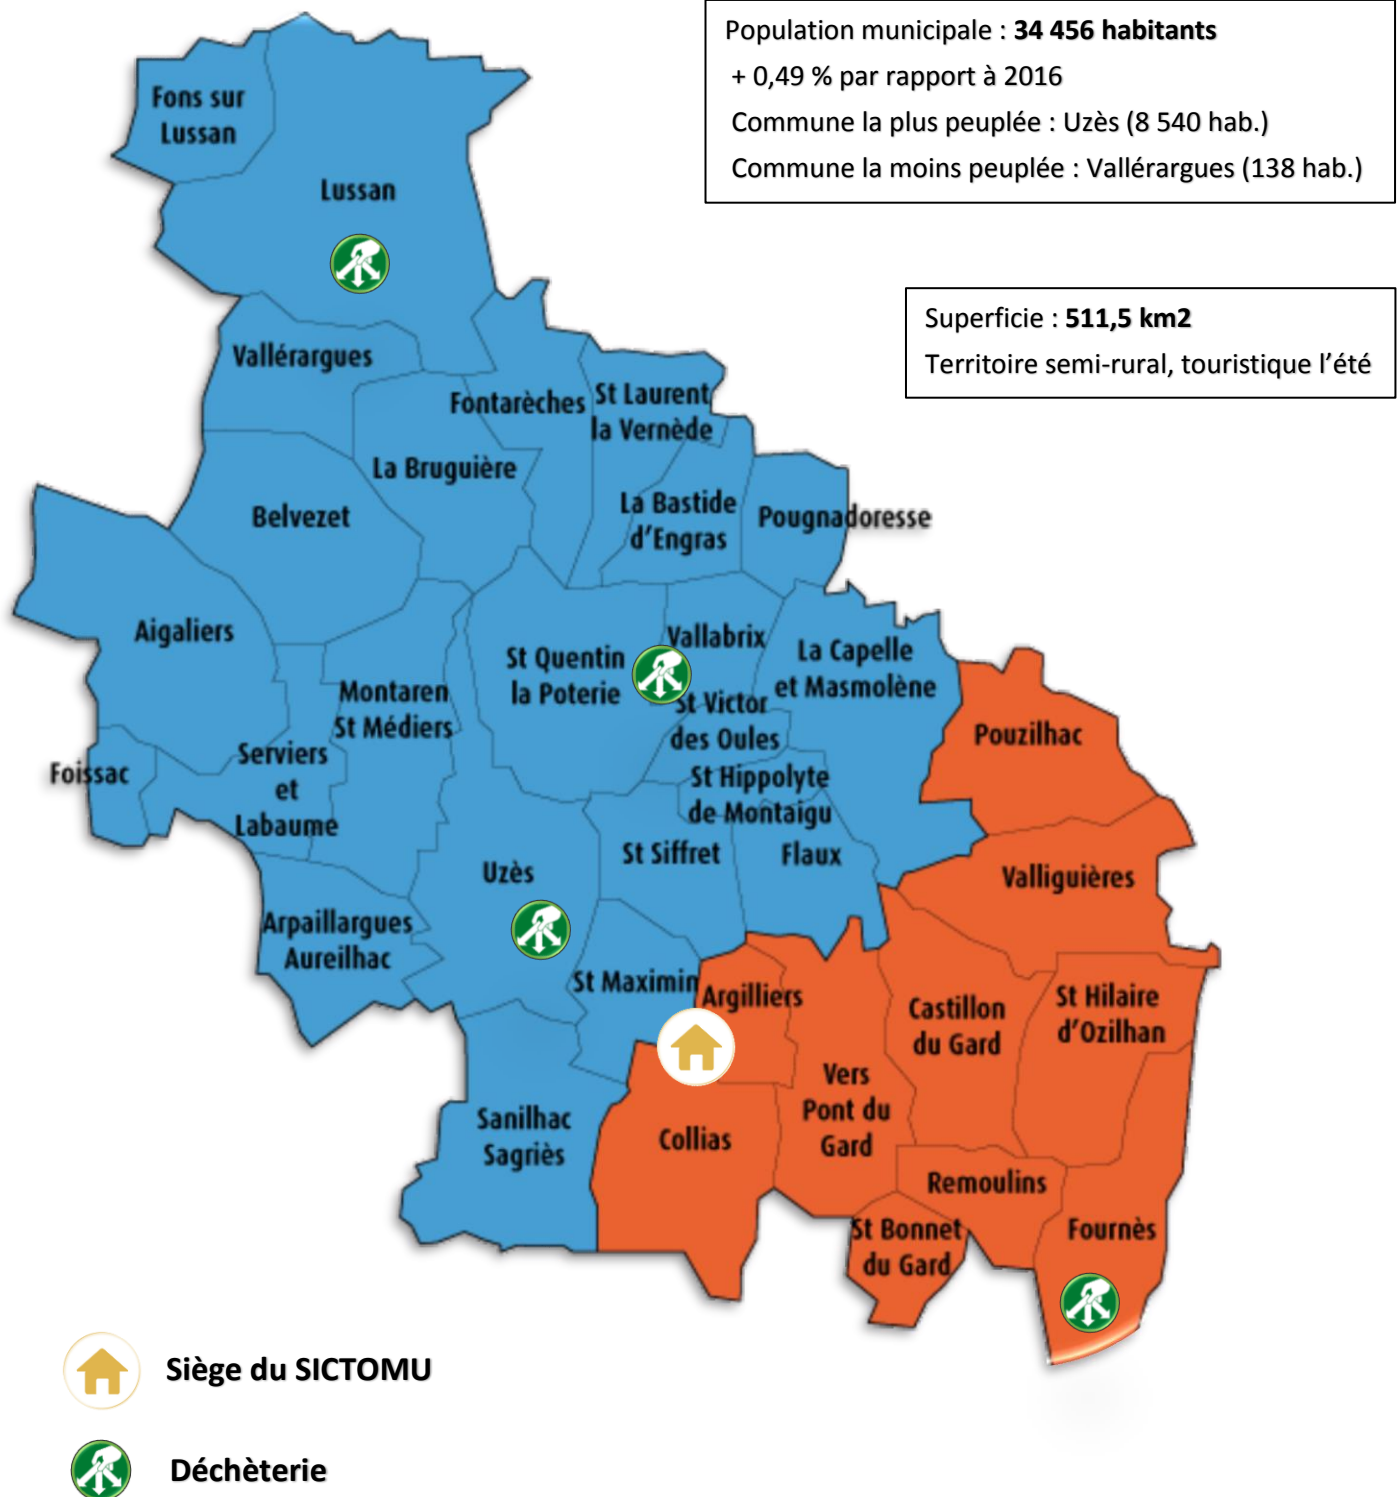 Population municipale : 34 456 habitants
+ 0,49 % par rapport à 2016
Commune la plus peuplée : Uzès (8 540 hab.)
Commune la moins peuplée : Vallérargues (138 hab.)
Superficie : 511,5 km2
Territoire semi-rural, touristique l’été
Fons sur
Lussan
Lussan
Vallérargues
Fontarèches
St Laurent
la Vernède
La Bruguière
Belvezet
La Bastide
d’Engras
Pougnadoresse
Aigaliers
St Quentin
la Poterie
Vallabrix
La Capelle
et Masmolène
Montaren
St Médiers
St Victor
des Oules
Pouzilhac
Foissac
Serviers
et
Labaume
St Hippolyte
de Montaigu
St Siffret
Flaux
Uzès
Valliguières
Arpaillargues
Aureilhac
St Maximin
Argilliers
Castillon
du Gard
St Hilaire
d’Ozilhan
Vers
Pont du
Gard
Sanilhac
Sagriès
Collias
Remoulins
St Bonnet
du Gard
Fournès
Siège du SICTOMU
Déchèterie